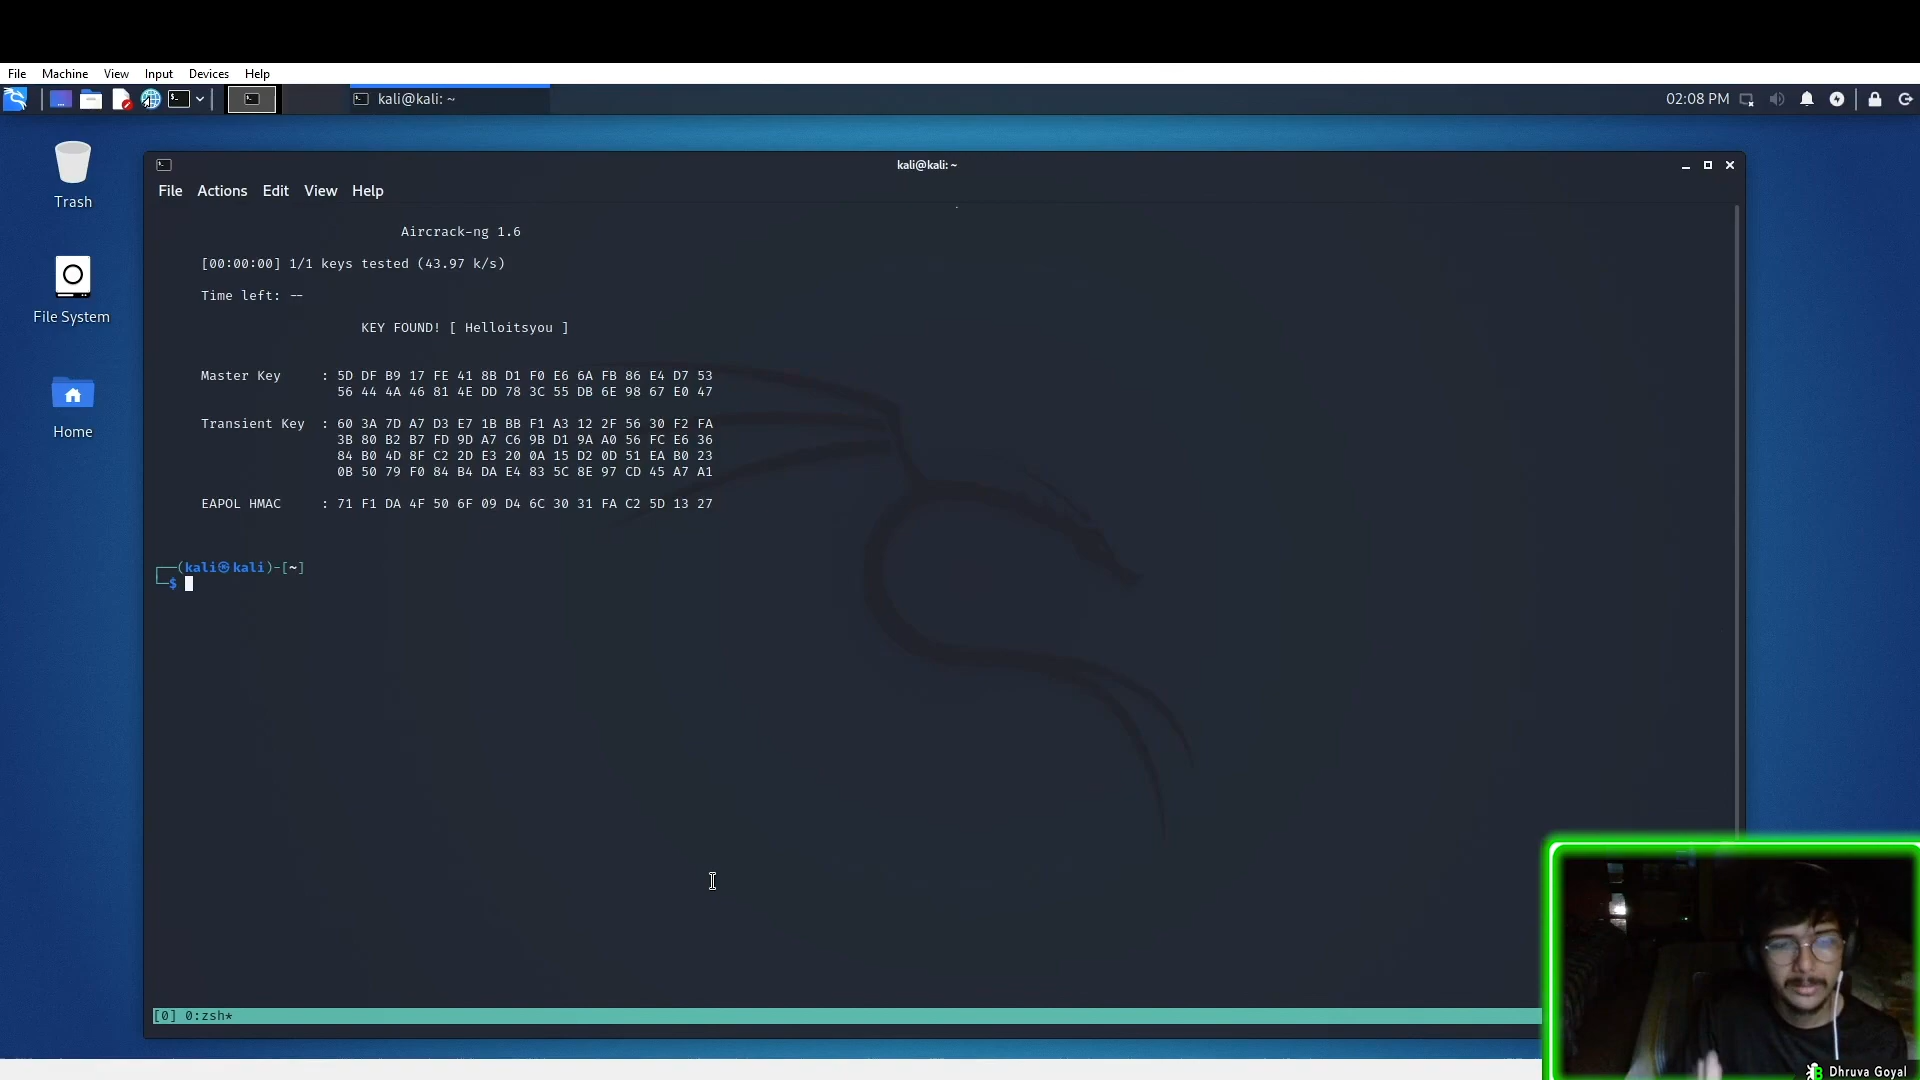 File Machine View Input Devices Help
kali@kali: ~
02:08 PM
Trash
File System
Home
kali@kali: ~
File Actions Edit View Help
Aircrack-ng 1.6
[00:00:00] 1/1 keys tested (43.97 k/s)
Time left: --
KEY FOUND! [ Helloitsyou ]
Master Key : 5D DF B9 17 FE 41 8B D1 F0 E6 6A FB 86 E4 D7 53
56 44 4A 46 81 4E DD 78 3C 55 DB 6E 98 67 E0 47
Transient Key : 60 3A 7D A7 D3 E7 1B BB F1 A3 12 2F 56 30 F2 FA
3B 80 B2 B7 FD 9D A7 C6 9B D1 9A A0 56 FC E6 36
84 B0 4D 8F C2 2D E3 20 0A 15 D2 0D 51 EA B0 23
0B 50 79 F0 84 B4 DA E4 83 5C 8E 97 CD 45 A7 A1
EAPOL HMAC : 71 F1 DA 4F 50 6F 09 D4 6C 30 31 FA C2 5D 13 27
┌──(kali㉿kali)-[~]
└─$
[0] 0:zsh*
Dhruva Goyal